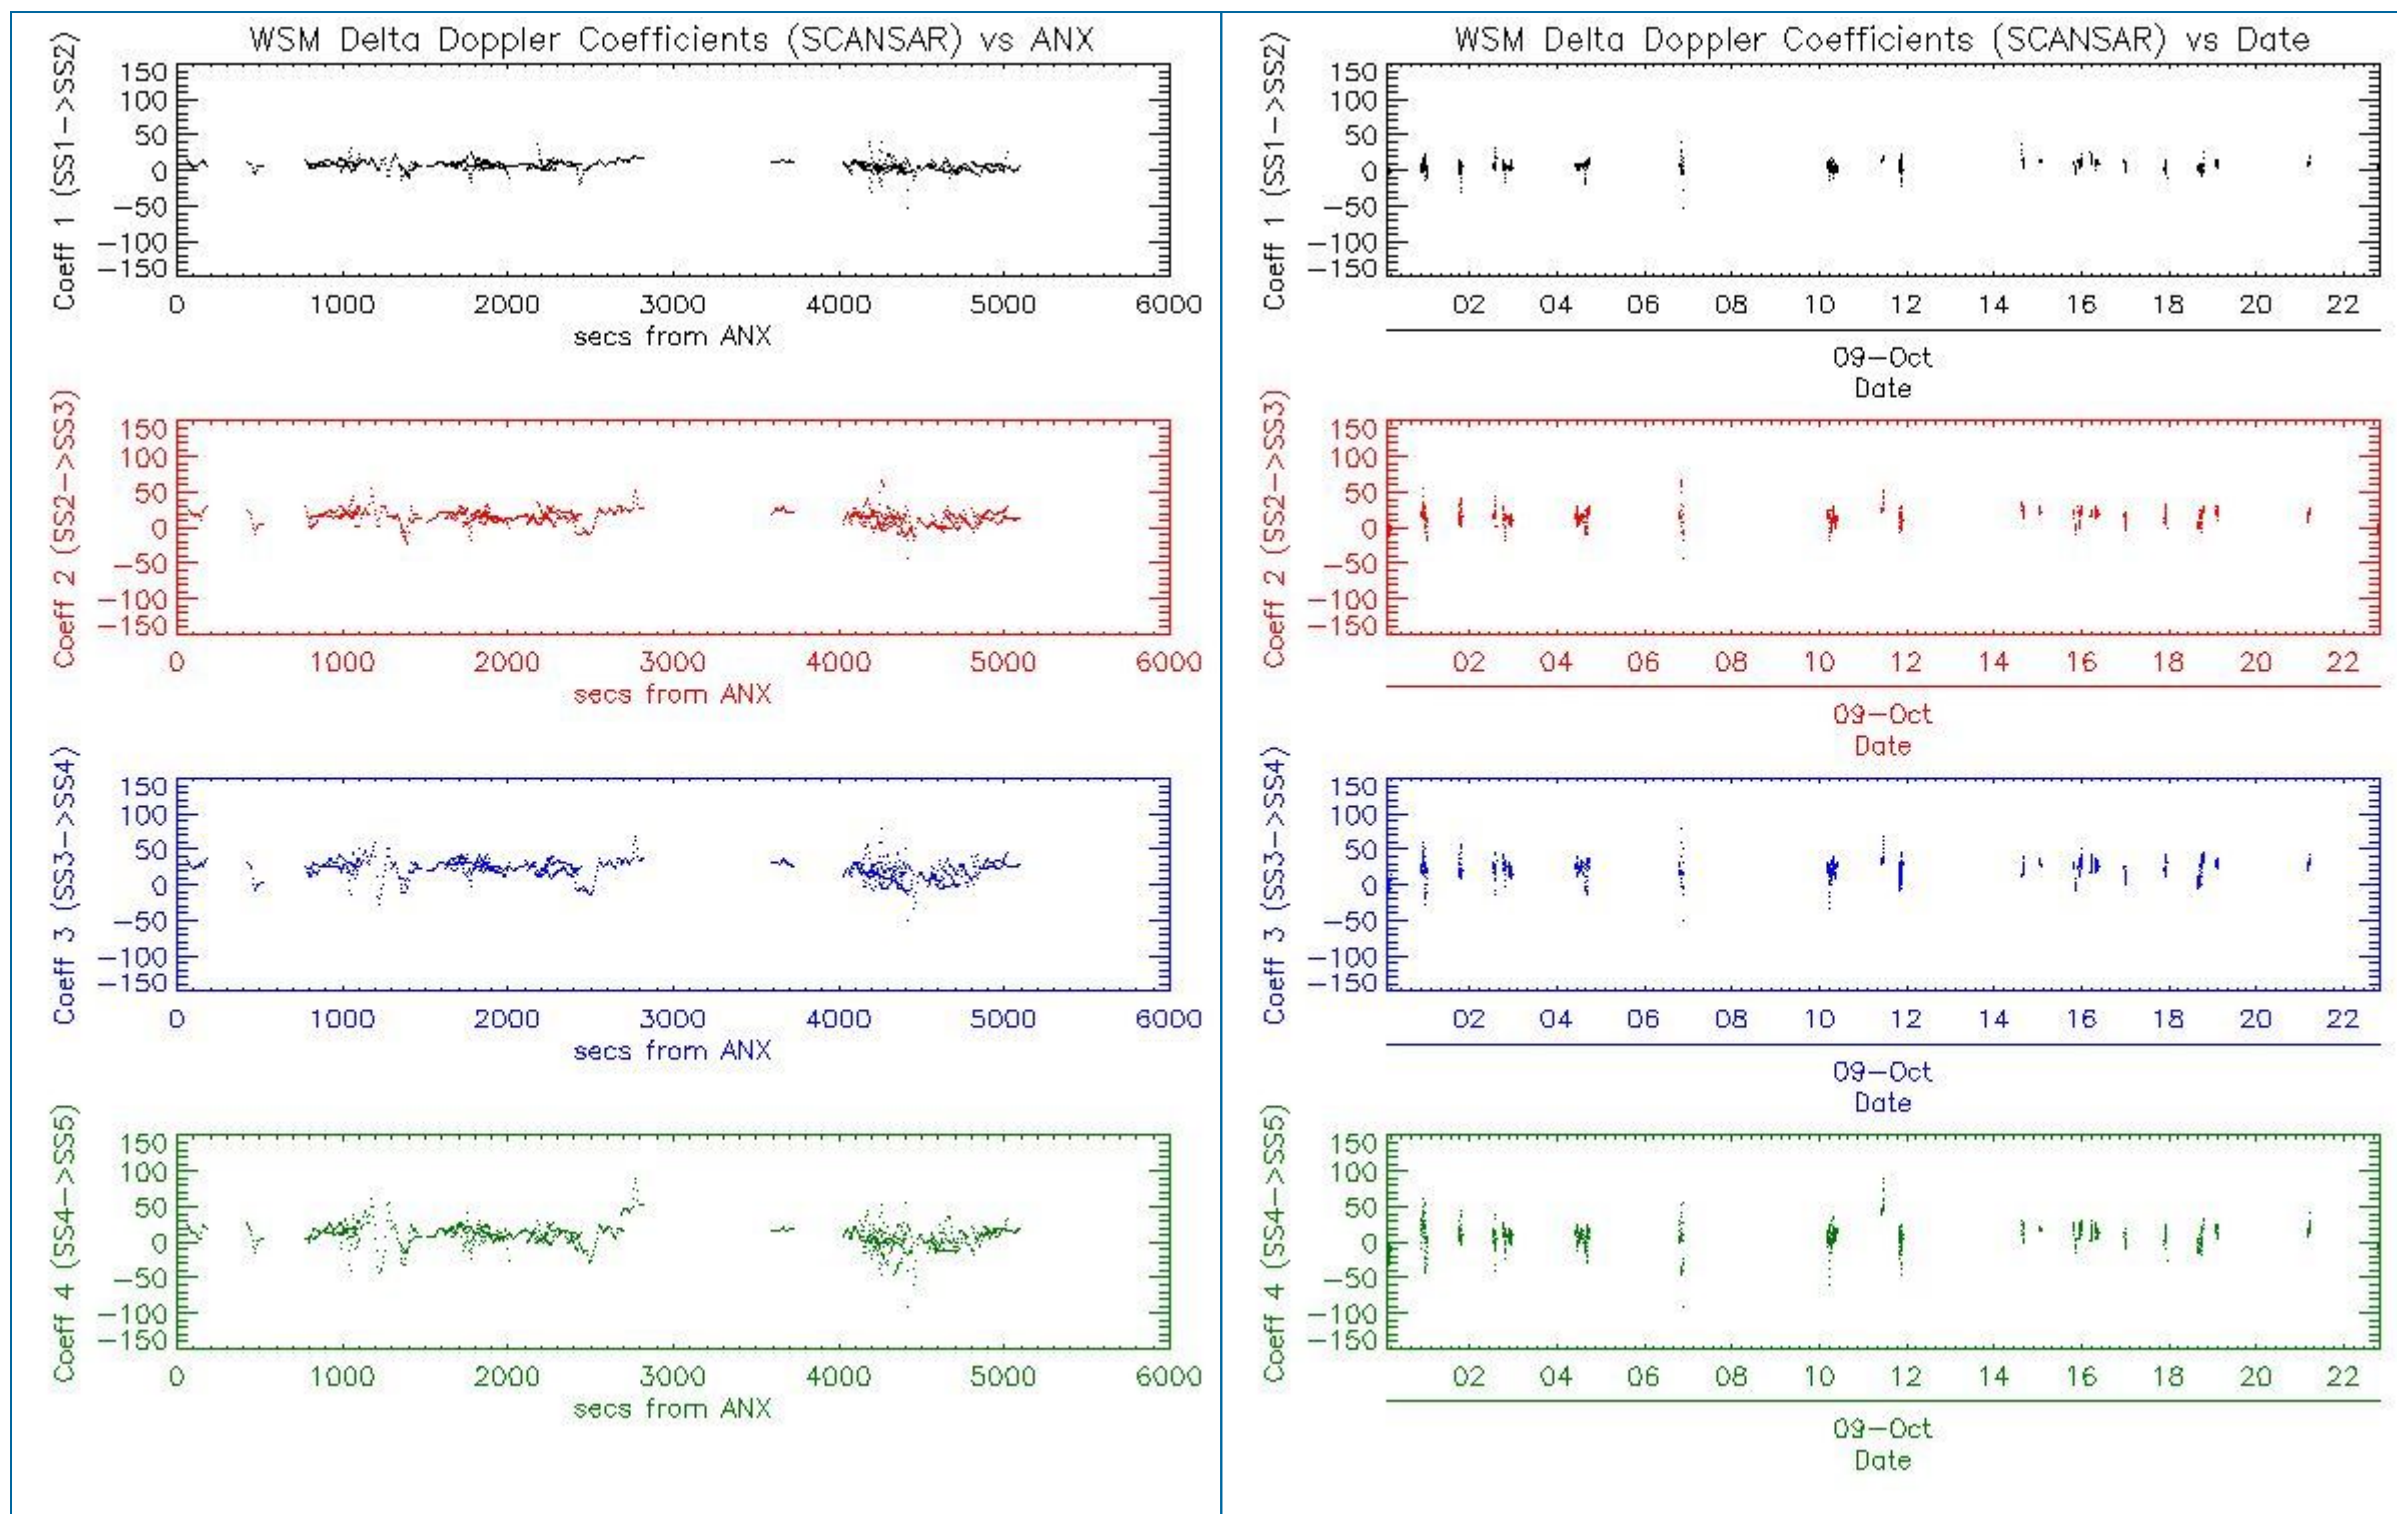 WSM Delta Doppler Coefficients (SCANSAR) vs ANX
Coeff 1 (SS1->SS2)
150
100
50
0
-50
-100
-150
0 1000 2000 3000 4000 5000 6000
secs from ANX
Coeff 2 (SS2->SS3)
150
100
50
0
-50
-100
-150
0 1000 2000 3000 4000 5000 6000
secs from ANX
Coeff 3 (SS3->SS4)
150
100
50
0
-50
-100
-150
0 1000 2000 3000 4000 5000 6000
secs from ANX
Coeff 4 (SS4->SS5)
150
100
50
0
-50
-100
-150
0 1000 2000 3000 4000 5000 6000
secs from ANX
WSM Delta Doppler Coefficients (SCANSAR) vs Date
Coeff 1 (SS1->SS2)
150
100
50
0
-50
-100
-150
02 04 06 08 10 12 14 16 18 20 22
09-Oct
Date
Coeff 2 (SS2->SS3)
150
100
50
0
-50
-100
-150
02 04 06 08 10 12 14 16 18 20 22
09-Oct
Date
Coeff 3 (SS3->SS4)
150
100
50
0
-50
-100
-150
02 04 06 08 10 12 14 16 18 20 22
09-Oct
Date
Coeff 4 (SS4->SS5)
150
100
50
0
-50
-100
-150
02 04 06 08 10 12 14 16 18 20 22
09-Oct
Date